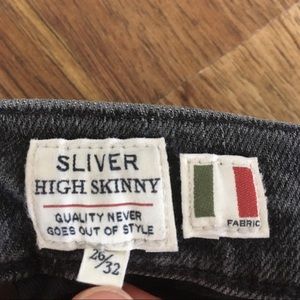 SLIVER
HIGH SKINNY
QUALITY NEVER
GOES OUT OF STYLE
FABRIC
26/32